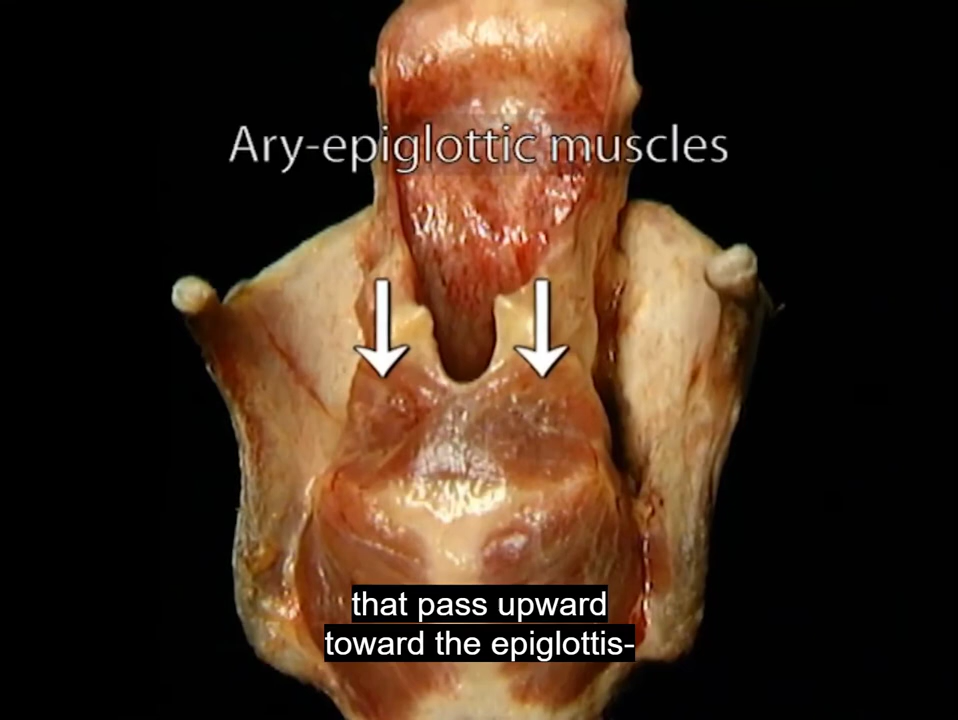 Ary-epiglottic muscles
that pass upward
toward the epiglottis-